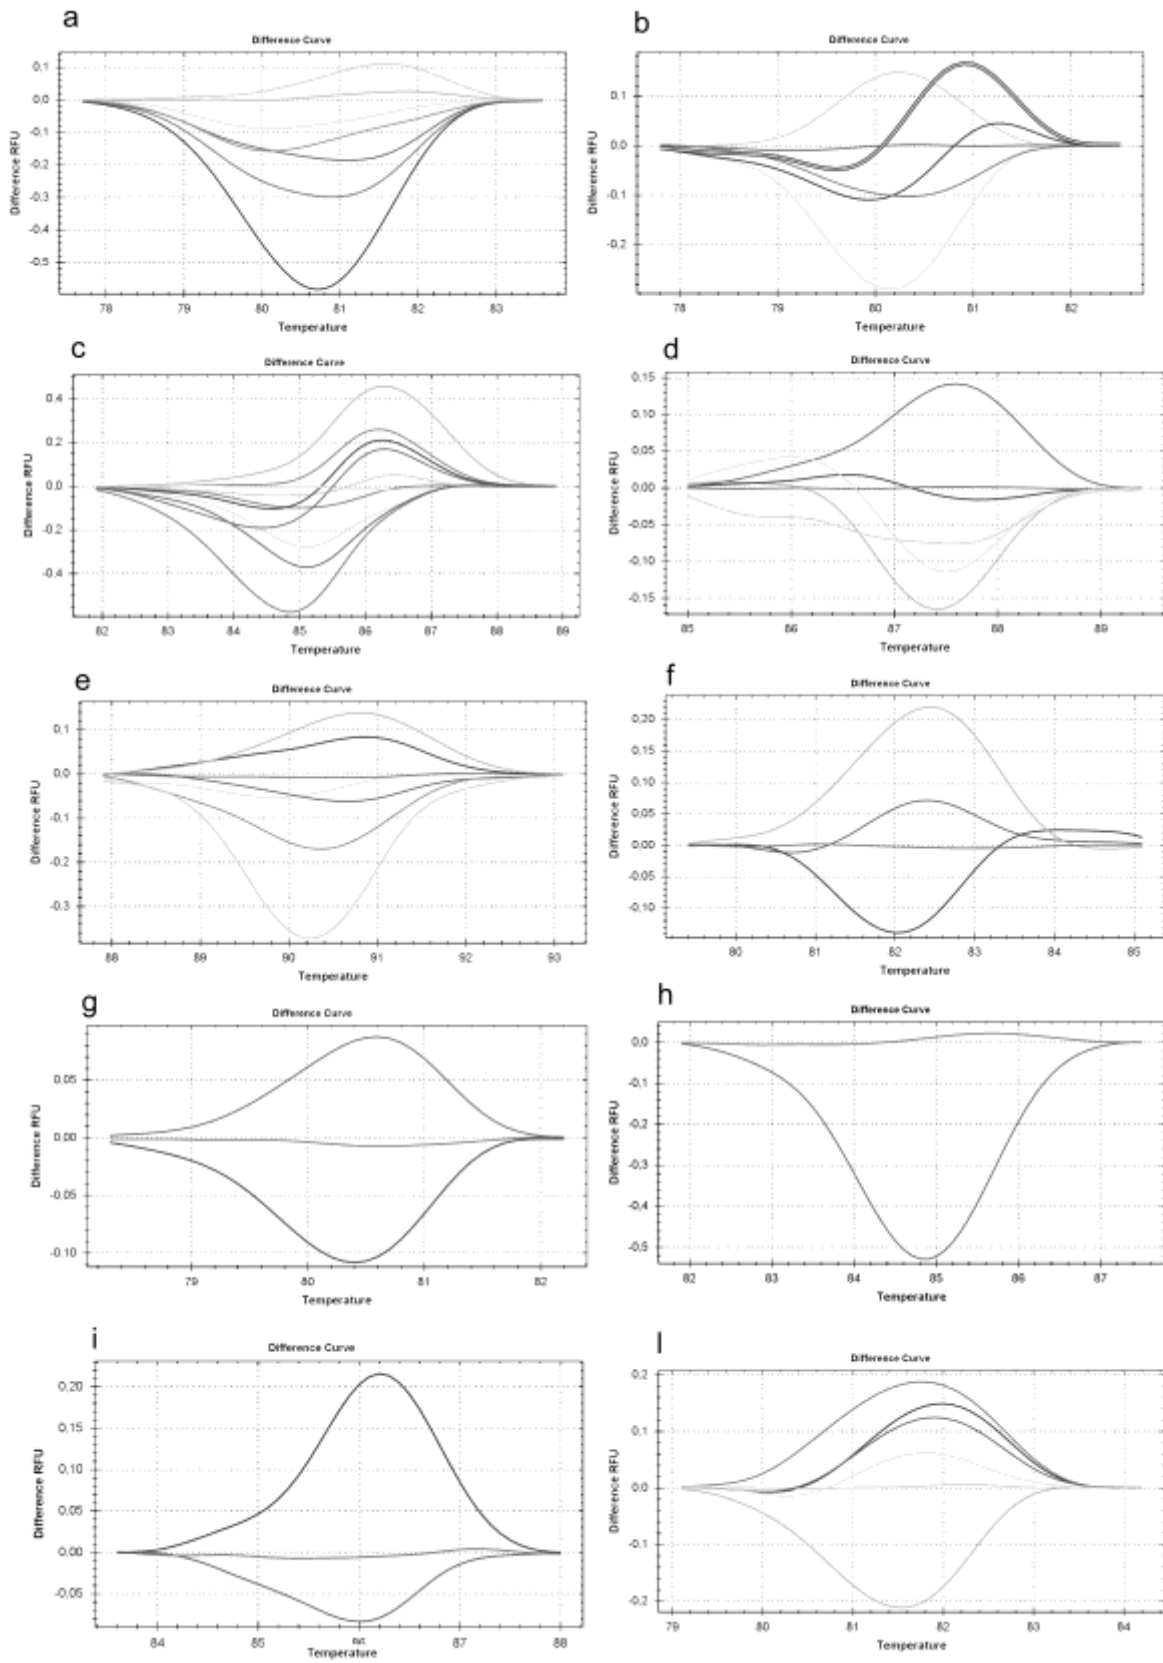 a
Difference Curve
0,1
0,0
-0,1
-0,2
-0,3
-0,4
-0,5
Difference RFU
78 79 80 81 82 83
Temperature
b
Difference Curve
0,1
0,0
-0,1
-0,2
Difference RFU
78 79 80 81 82
Temperature
c
Difference Curve
0,4
0,2
0,0
-0,2
-0,4
Difference RFU
82 83 84 85 86 87 88 89
Temperature
d
Difference Curve
0,15
0,10
0,05
0,00
-0,05
-0,10
-0,15
Difference RFU
85 86 87 88 89
Temperature
e
Difference Curve
0,1
0,0
-0,1
-0,2
-0,3
Difference RFU
88 89 90 91 92 93
Temperature
f
Difference Curve
0,20
0,15
0,10
0,05
0,00
-0,05
-0,10
Difference RFU
80 81 82 83 84 85
Temperature
g
Difference Curve
0,05
0,00
-0,05
-0,10
Difference RFU
79 80 81 82
Temperature
h
Difference Curve
0,0
-0,1
-0,2
-0,3
-0,4
-0,5
Difference RFU
82 83 84 85 86 87
Temperature
i
Difference Curve
0,20
0,15
0,10
0,05
0,00
-0,05
Difference RFU
84 85 86 87 88
Temperature
l
Difference Curve
0,2
0,1
0,0
-0,1
-0,2
Difference RFU
79 80 81 82 83 84
Temperature